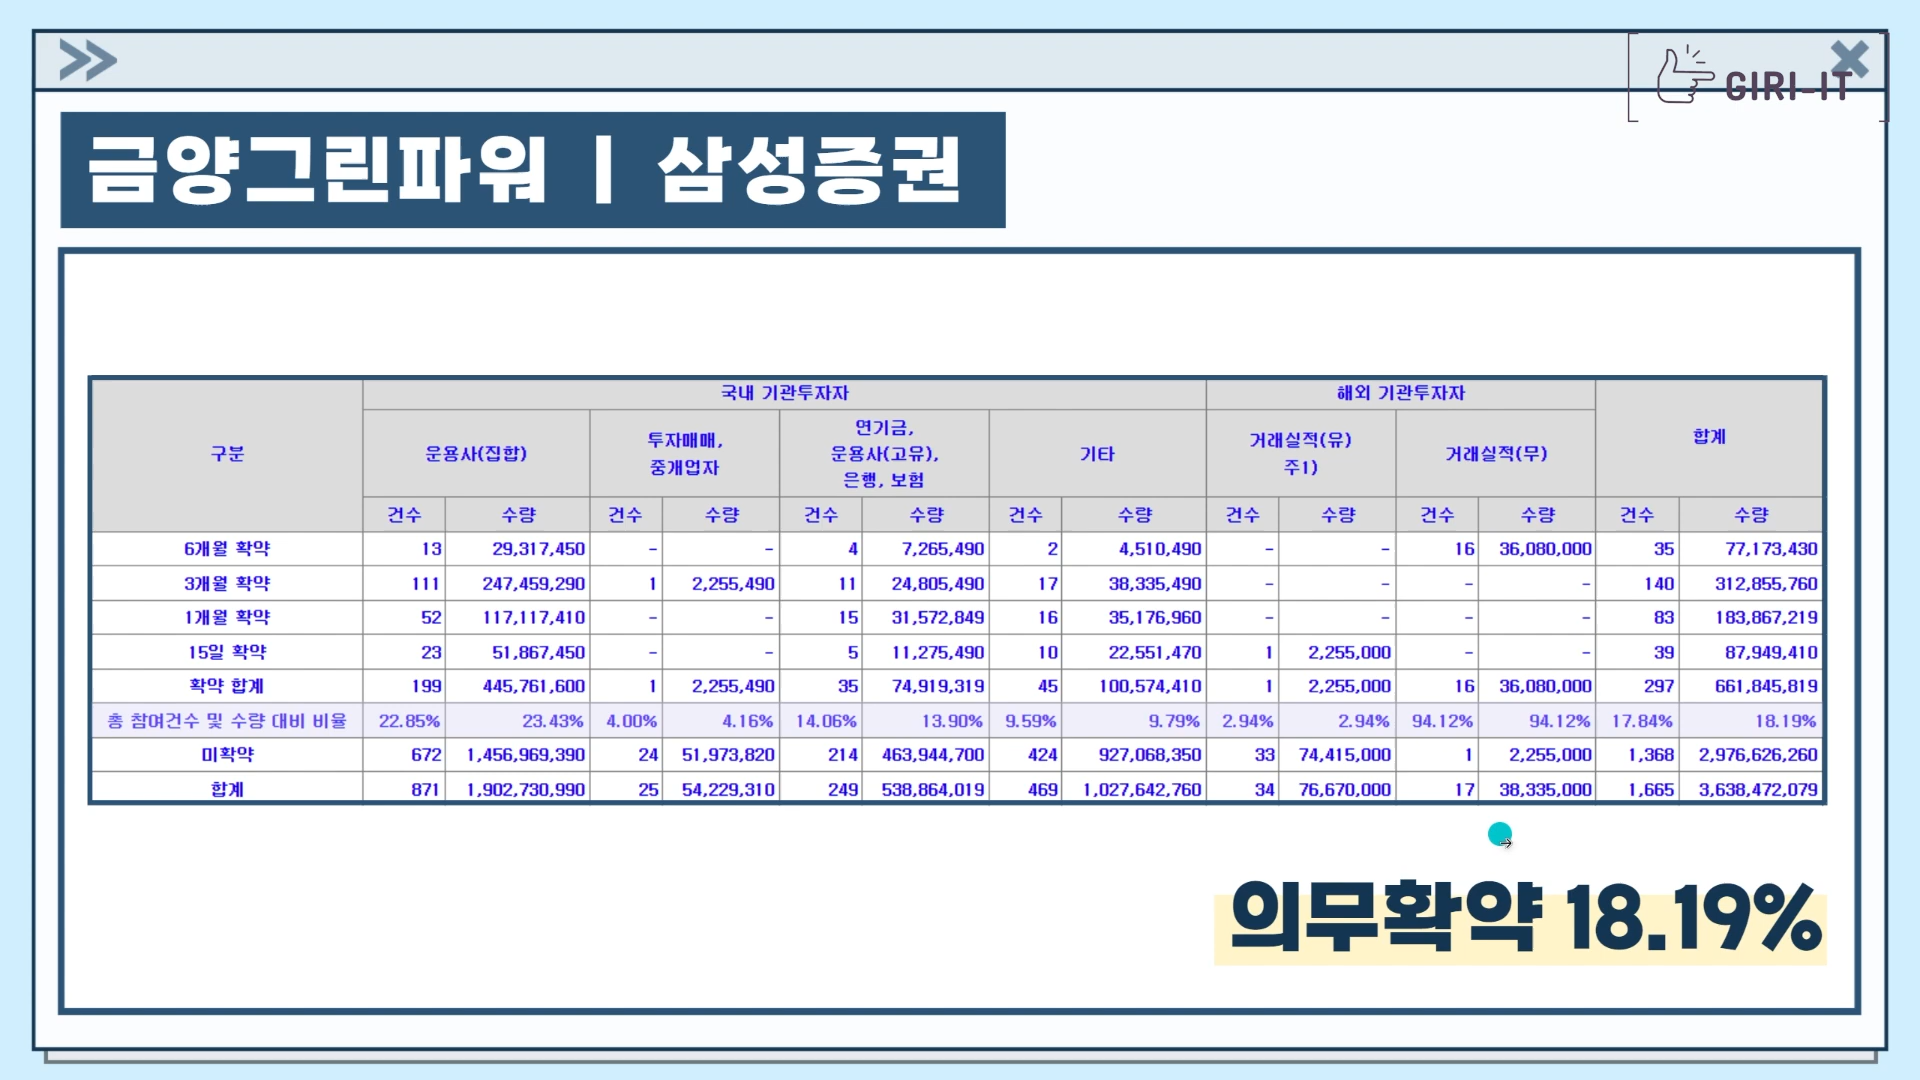 GIRI-IT
금양그린파워 | 삼성증권
구분 국내 기관투자자 해외 기관투자자 합계
운용사(집합) 투자매매, 중개업자 연기금, 운용사(고유), 은행, 보험 기타 거래실적(유) 주1) 거래실적(무)
건수 수량 건수 수량 건수 수량 건수 수량 건수 수량 건수 수량 건수 수량
6개월 확약 13 29,317,450 - - 4 7,265,490 2 4,510,490 - - 16 36,080,000 35 77,173,430
3개월 확약 111 247,459,290 1 2,255,490 11 24,805,490 17 38,335,490 - - - - 140 312,855,760
1개월 확약 52 117,117,410 - - 15 31,572,849 16 35,176,960 - - - - 83 183,867,219
15일 확약 23 51,867,450 - - 5 11,275,490 10 22,551,470 1 2,255,000 - - 39 87,949,410
확약 합계 199 445,761,600 1 2,255,490 35 74,919,319 45 100,574,410 1 2,255,000 16 36,080,000 297 661,845,819
총 참여건수 및 수량 대비 비율 22.85% 23.43% 4.00% 4.16% 14.06% 13.90% 9.59% 9.79% 2.94% 2.94% 94.12% 94.12% 17.84% 18.19%
미확약 672 1,456,969,390 24 51,973,820 214 463,944,700 424 927,068,350 33 74,415,000 1 2,255,000 1,368 2,976,626,260
합계 871 1,902,730,990 25 54,229,310 249 538,864,019 469 1,027,642,760 34 76,670,000 17 38,335,000 1,665 3,638,472,079
의무확약 18.19%